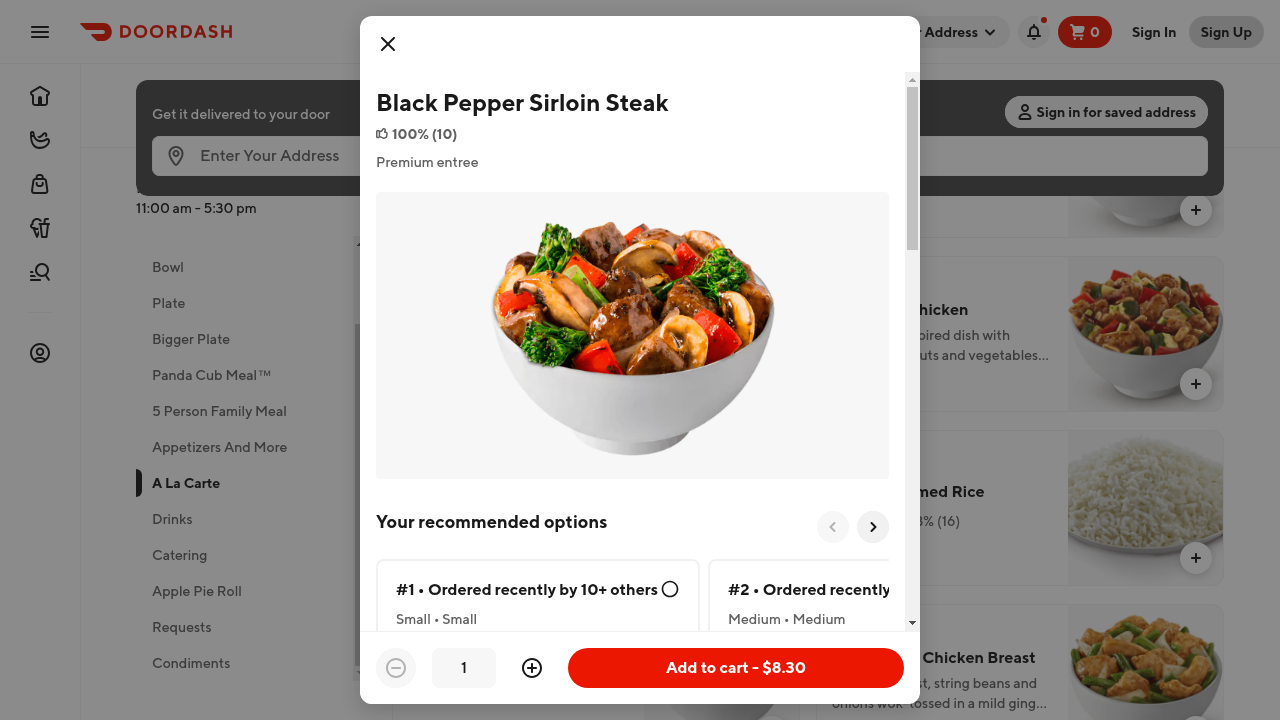 DOORDASH
Address
0
Sign In
Sign Up
Get it delivered to your door
Sign in for saved address
Enter Your Address
11:00 am - 5:30 pm
Bowl
Plate
Bigger Plate
Panda Cub Meal™
5 Person Family Meal
Appetizers And More
A La Carte
Drinks
Catering
Apple Pie Roll
Requests
Condiments
Black Pepper Sirloin Steak
100% (10)
Premium entree
Your recommended options
#1 • Ordered recently by 10+ others
Small • Small
#2 • Ordered recently
Medium • Medium
1
Add to cart - $8.30
hicken
pired dish with
uts and vegetables...
med Rice
% (16)
Chicken Breast
st, string beans and
onions wok-tossed in a mild ging...